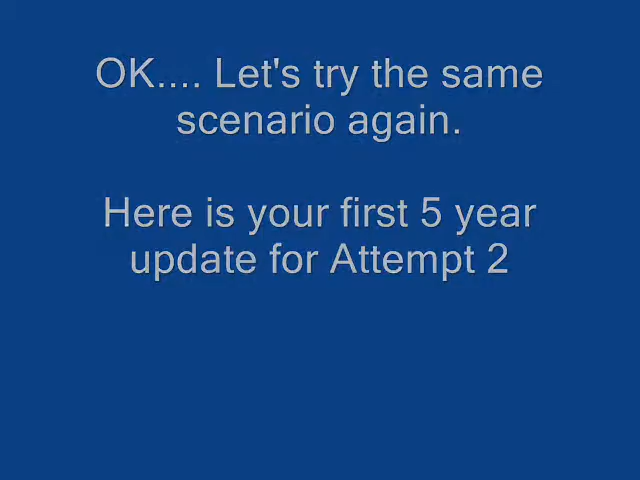 OK.... Let's try the same
scenario again.
Here is your first 5 year
update for Attempt 2